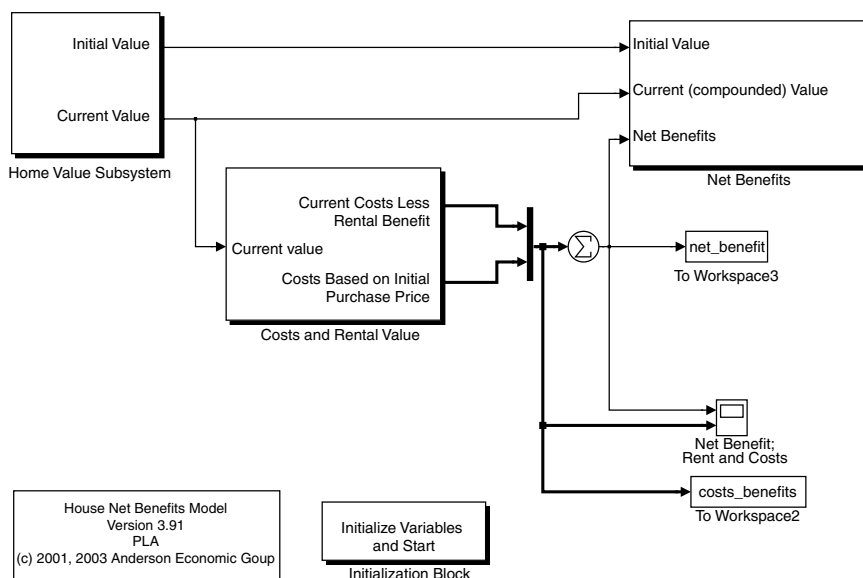 Initial Value
Current Value
Home Value Subsystem
Initial Value
Current (compounded) Value
Net Benefits
Net Benefits
Current Costs Less
Rental Benefit
Current value
Costs Based on Initial
Purchase Price
Costs and Rental Value
Σ
net_benefit
To Workspace3
Net Benefit;
Rent and Costs
costs_benefits
To Workspace2
House Net Benefits Model
Version 3.91
PLA
(c) 2001, 2003 Anderson Economic Goup
Initialize Variables
and Start
Initialization Block